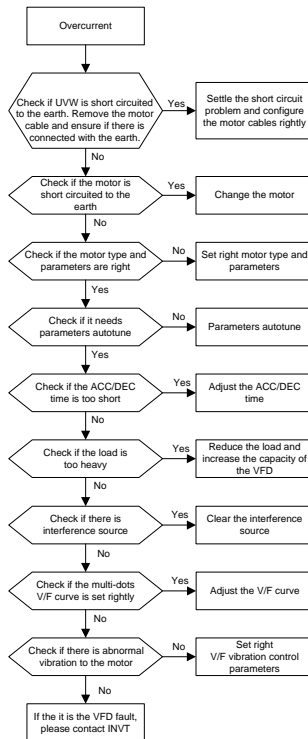 Overcurrent
Check if UVW is short circuited
to the earth. Remove the motor
cable and ensure if there is
connected with the earth.
Yes
Settle the short circuit
problem and configure
the motor cables rightly
No
Check if the motor is
short circuited to the
earth
Yes
Change the motor
No
Check if the motor type and
parameters are right
No
Set right motor type and
parameters
Yes
Check if it needs
parameters autotune
No
Parameters autotune
Yes
Check if the ACC/DEC
time is too short
Yes
Adjust the ACC/DEC
time
No
Check if the load is
too heavy
Yes
Reduce the load and
increase the capacity of
the VFD
No
Check if there is
interference source
Yes
Clear the interference
source
No
Check if the multi-dots
V/F curve is set rightly
Yes
Adjust the V/F curve
No
Check if there is abnormal
vibration to the motor
No
Set right
V/F vibration control
parameters
No
If the it is the VFD fault,
please contact INVT